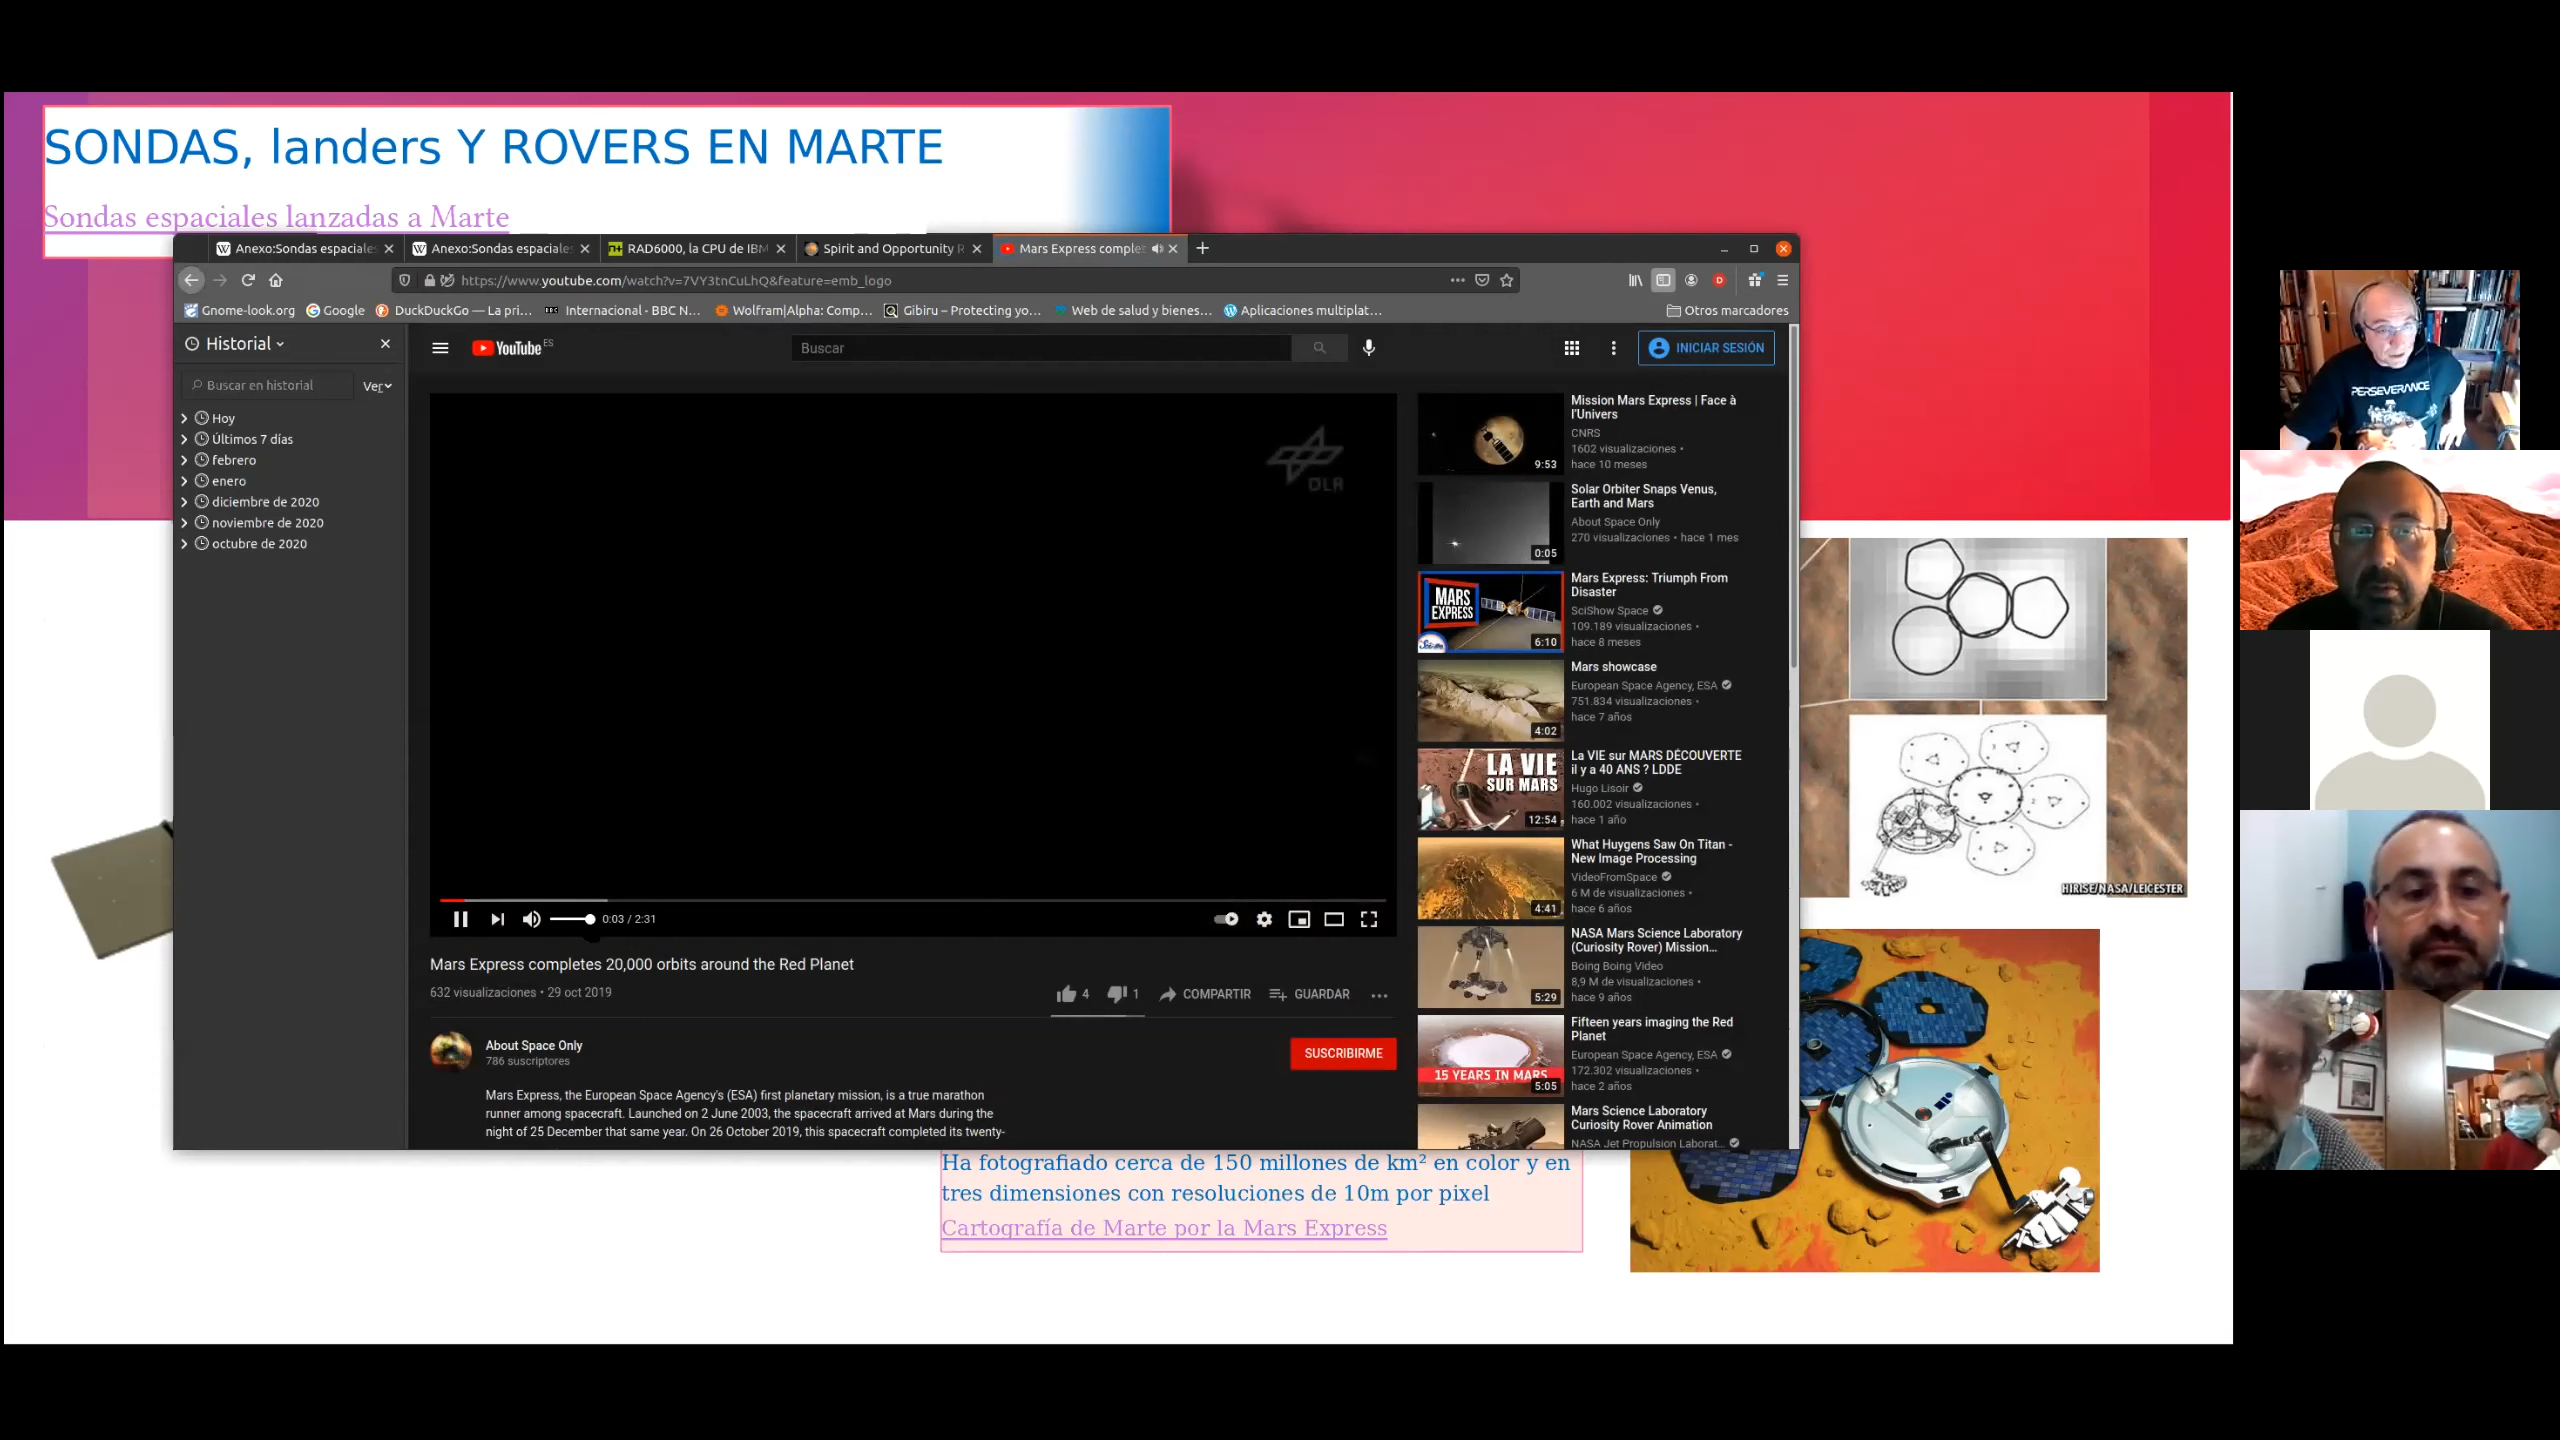 SONDAS, landers Y ROVERS EN MARTE
Sondas espaciales lanzadas a Marte
Anexo:Sondas espaciales
Anexo:Sondas espaciales
RAD6000, la CPU de IBM
Spirit and Opportunity R
Mars Express complet
https://www.youtube.com/watch?v=7VY3tnCuLhQ&feature=emb_logo
Gnome-look.org
Google
DuckDuckGo — La pri...
BBC
Internacional - BBC N...
Wolfram|Alpha: Comp...
Gibiru – Protecting yo...
Web de salud y bienes...
Aplicaciones multiplat...
Otros marcadores
Historial
Buscar en historial
Ver
Hoy
Últimos 7 días
febrero
enero
diciembre de 2020
noviembre de 2020
octubre de 2020
YouTube ES
Buscar
INICIAR SESIÓN
DLR
0:03 / 2:31
Mars Express completes 20,000 orbits around the Red Planet
632 visualizaciones • 29 oct 2019
4
1
COMPARTIR
GUARDAR
About Space Only
786 suscriptores
SUSCRIBIRME
Mars Express, the European Space Agency's (ESA) first planetary mission, is a true marathon
runner among spacecraft. Launched on 2 June 2003, the spacecraft arrived at Mars during the
night of 25 December that same year. On 26 October 2019, this spacecraft completed its twenty-
9:53
Mission Mars Express | Face à
l'Univers
CNRS
1602 visualizaciones •
hace 10 meses
0:05
Solar Orbiter Snaps Venus,
Earth and Mars
About Space Only
270 visualizaciones • hace 1 mes
MARS
EXPRESS
6:10
Mars Express: Triumph From
Disaster
SciShow Space
109.189 visualizaciones •
hace 8 meses
4:02
Mars showcase
European Space Agency, ESA
751.834 visualizaciones •
hace 7 años
LA VIE
SUR MARS
12:54
La VIE sur MARS DÉCOUVERTE
il y a 40 ANS ? LDDE
Hugo Lisoir
160.002 visualizaciones •
hace 1 año
4:41
What Huygens Saw On Titan -
New Image Processing
VideoFromSpace
6 M de visualizaciones •
hace 6 años
5:29
NASA Mars Science Laboratory
(Curiosity Rover) Mission...
Boing Boing Video
8,9 M de visualizaciones •
hace 9 años
15 YEARS IN MARS
5:05
Fifteen years imaging the Red
Planet
European Space Agency, ESA
172.302 visualizaciones •
hace 2 años
Mars Science Laboratory
Curiosity Rover Animation
NASA Jet Propulsion Laborat...
HIRISE/NASA/LEICESTER
Ha fotografiado cerca de 150 millones de km² en color y en
tres dimensiones con resoluciones de 10m por pixel
Cartografía de Marte por la Mars Express
PERSEVERANCE